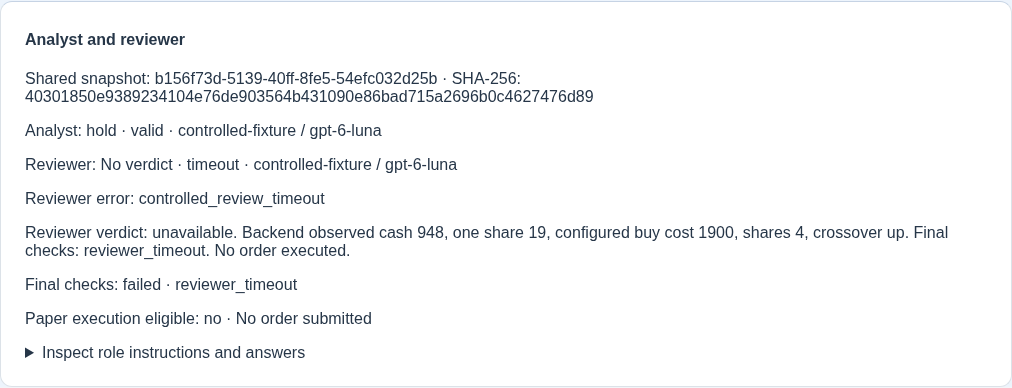 Analyst and reviewer
Shared snapshot: b156f73d-5139-40ff-8fe5-54efc032d25b · SHA-256:
40301850e9389234104e76de903564b431090e86bad715a2696b0c4627476d89
Analyst: hold · valid · controlled-fixture / gpt-6-luna
Reviewer: No verdict · timeout · controlled-fixture / gpt-6-luna
Reviewer error: controlled_review_timeout
Reviewer verdict: unavailable. Backend observed cash 948, one share 19, configured buy cost 1900, shares 4, crossover up. Final
checks: reviewer_timeout. No order executed.
Final checks: failed · reviewer_timeout
Paper execution eligible: no · No order submitted
▶ Inspect role instructions and answers